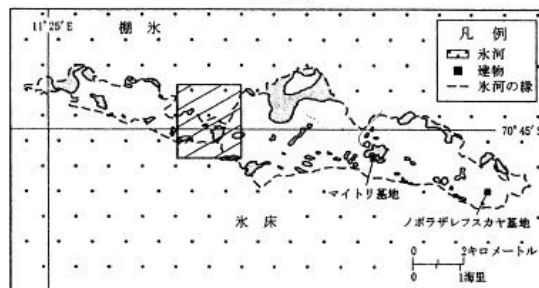 11°25′E
棚氷
凡例
氷河
建物
氷河の縁
70°45′S
マイトリ墓地
ノボラザレフスカヤ墓地
氷床
0 2キロメートル
0 1海里